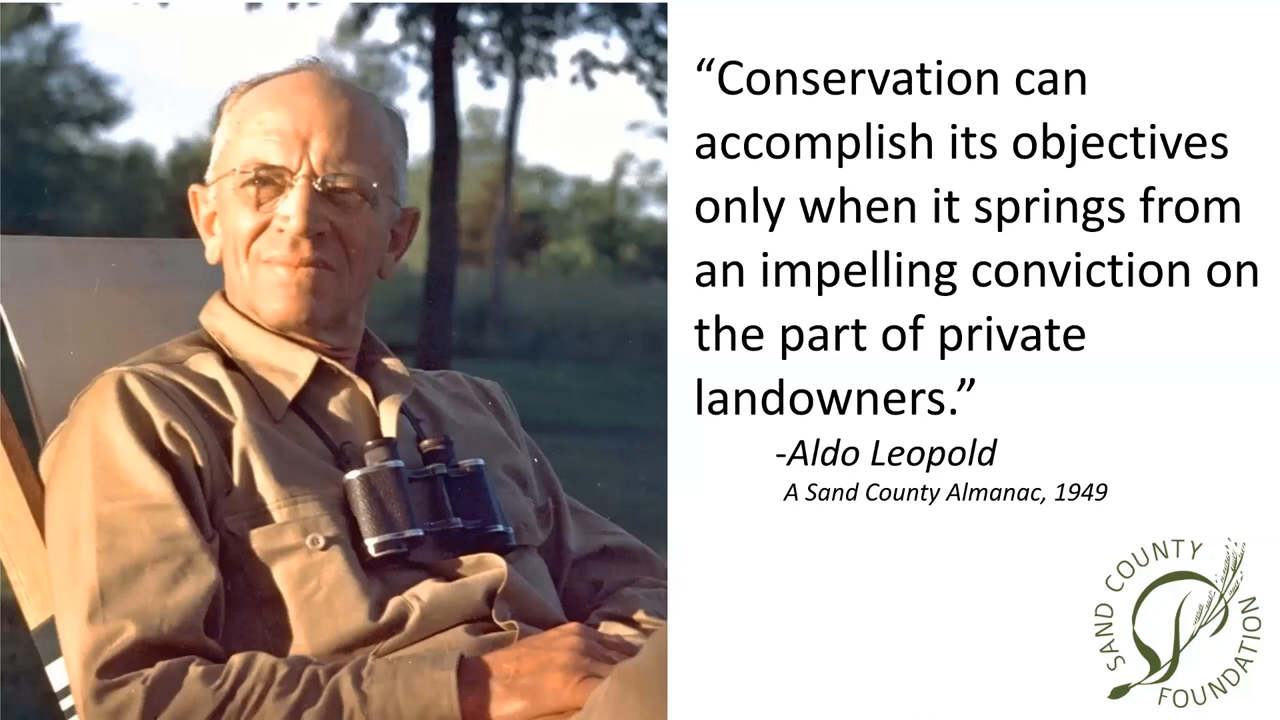 “Conservation can
accomplish its objectives
only when it springs from
an impelling conviction on
the part of private
landowners.”
-Aldo Leopold
A Sand County Almanac, 1949
SAND COUNTY
FOUNDATION